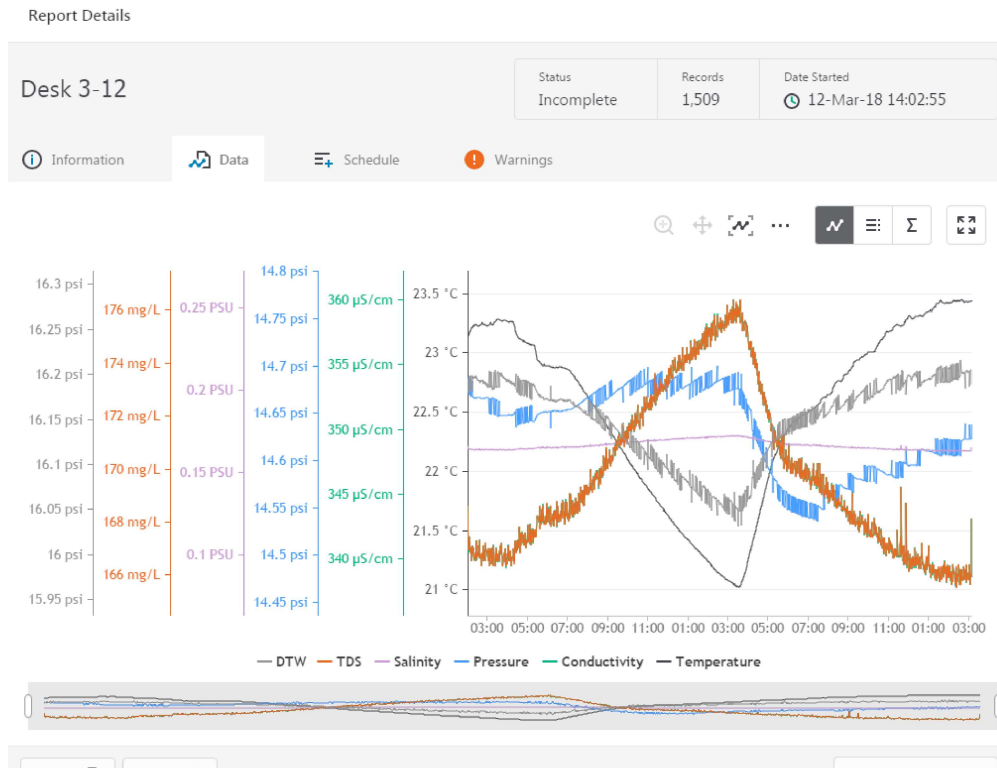 Report Details
Desk 3-12
Status
Incomplete
Records
1,509
Date Started
12-Mar-18 14:02:55
Information
Data
Schedule
Warnings
16.3 psi
16.25 psi
16.2 psi
16.15 psi
16.1 psi
16.05 psi
16 psi
15.95 psi
176 mg/L
174 mg/L
172 mg/L
170 mg/L
168 mg/L
166 mg/L
0.25 PSU
0.2 PSU
0.15 PSU
0.1 PSU
14.8 psi
14.75 psi
14.7 psi
14.65 psi
14.6 psi
14.55 psi
14.5 psi
14.45 psi
360 µS/cm
355 µS/cm
350 µS/cm
345 µS/cm
340 µS/cm
23.5 °C
23 °C
22.5 °C
22 °C
21.5 °C
21 °C
03:00 05:00 07:00 09:00 11:00 01:00 03:00 05:00 07:00 09:00 11:00 01:00 03:00
DTW TDS Salinity Pressure Conductivity Temperature